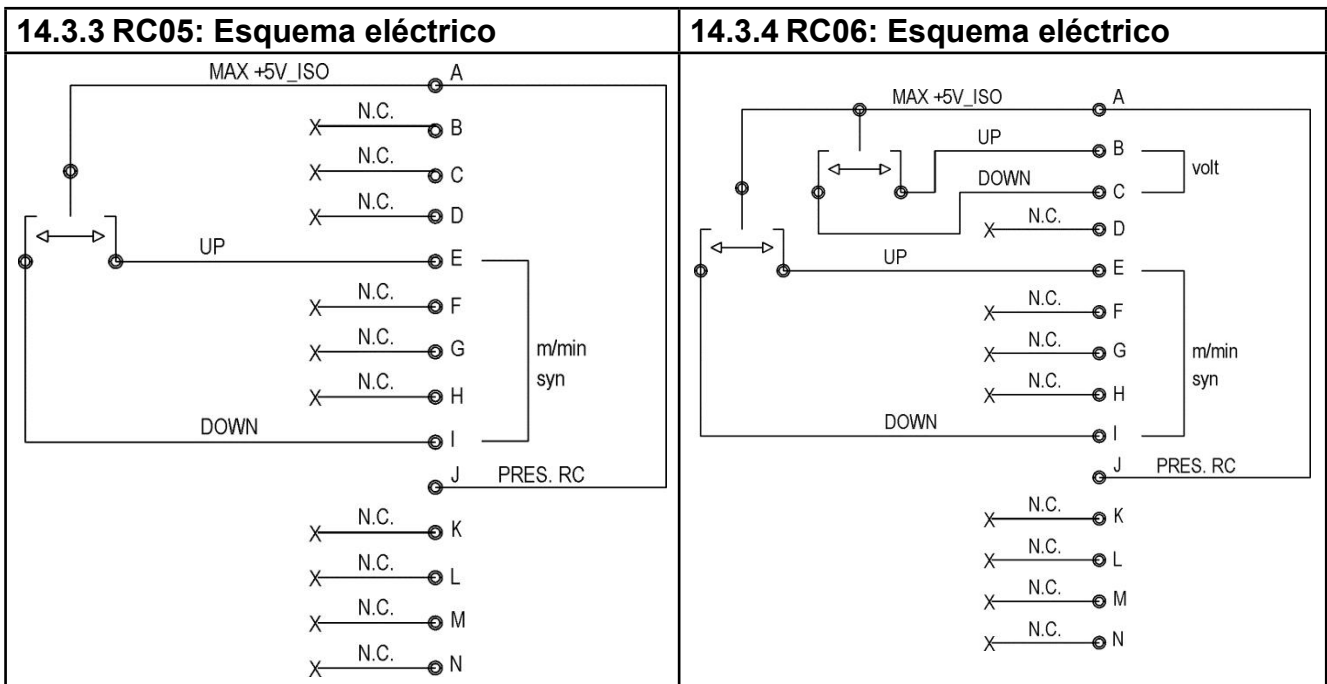 14.3.3 RC05: Esquema eléctrico
MAX +5V_ISO A
N.C. B
N.C. C
N.C. D
UP E
N.C. F
N.C. G
m/min
syn
N.C. H
DOWN I
J PRES. RC
N.C. K
N.C. L
N.C. M
N.C. N
14.3.4 RC06: Esquema eléctrico
MAX +5V_ISO A
UP B
volt
DOWN C
N.C. D
UP E
N.C. F
N.C. G
m/min
syn
N.C. H
DOWN I
J PRES. RC
N.C. K
N.C. L
N.C. M
N.C. N